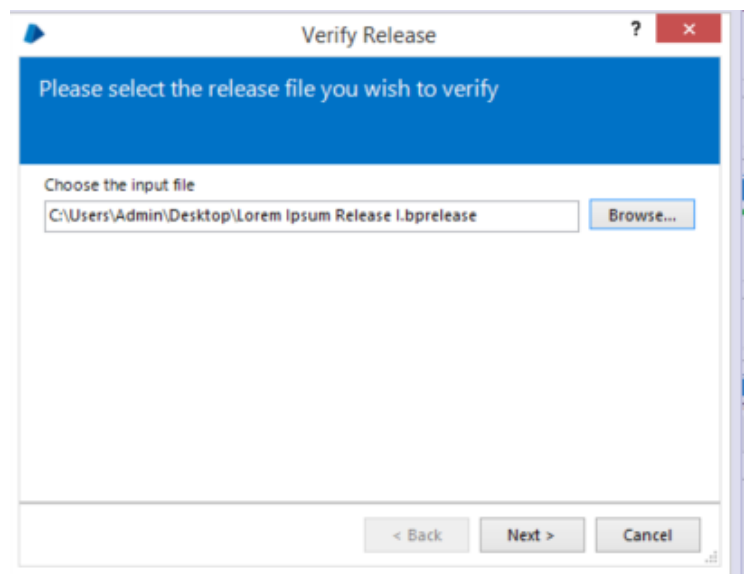 Verify Release
?
Please select the release file you wish to verify
Choose the input file
C:\Users\Admin\Desktop\Lorem Ipsum Release I.bprelease
Browse...
< Back
Next >
Cancel